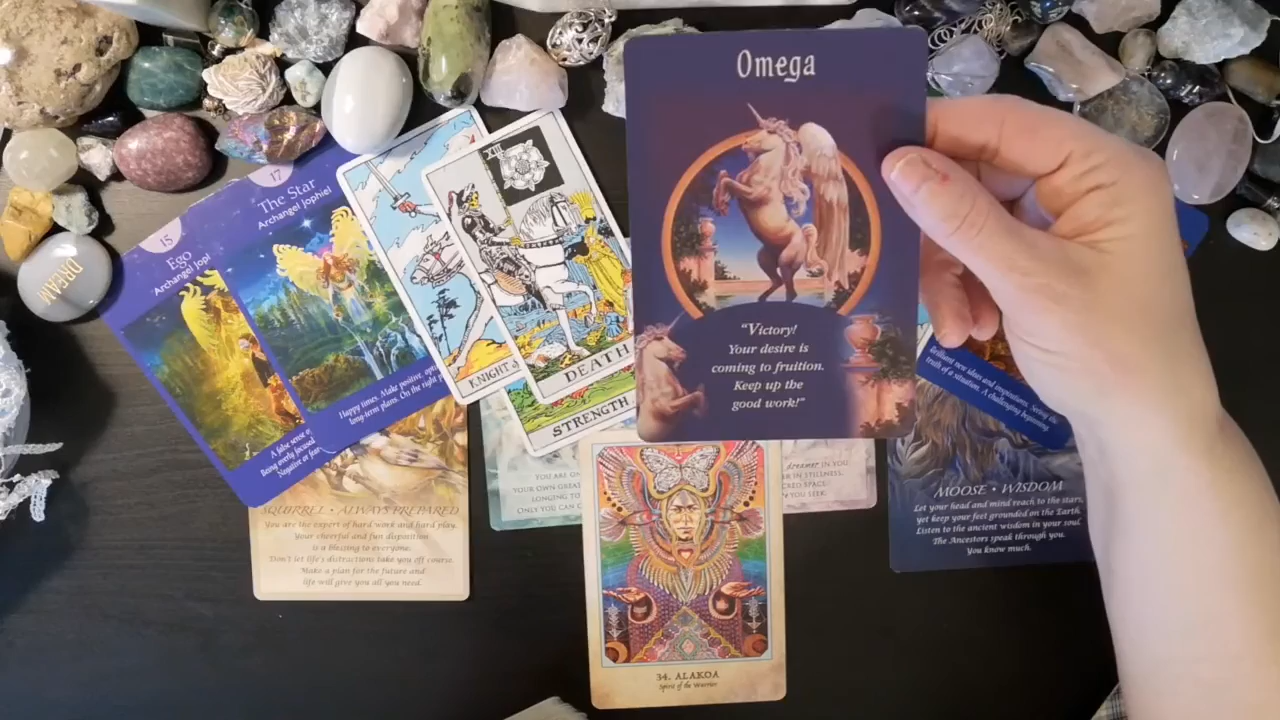 DREAM
15
Ego
Archangel Jophi
A false sense
Being overly focused
Negative or fear
17
The Star
Archangel Jophiel
Happy times. Make positive,
long-term plans. On the right
KNIGHT
XIII
DEATH
STRENGTH
Omega
"Victory!
Your desire is
coming to fruition.
Keep up the
good work!"
Brilliant new ideas and inspirations. Seeing the
truth of a situation. A challenging beginning.
SQUIRREL • ALWAYS PREPARED
You are the expert of hard work and hard play.
Your cheerful and fun disposition
is a blessing to everyone.
Don't let life's distractions take you off course.
Make a plan for the future and
life will give you all you need.
YOU ARE ON
YOUR OWN GREAT
LONGING TO
ONLY YOU CAN
dreamer IN YOU
IN STILLNESS,
SPACE
YOU SEEK.
MOOSE • WISDOM
Let your head and mind reach to the stars,
yet keep your feet grounded on the Earth
Listen to the ancient wisdom in your soul
The Ancestors speak through you.
You know much.
34. ALAKOA
Spirit of the Warrior